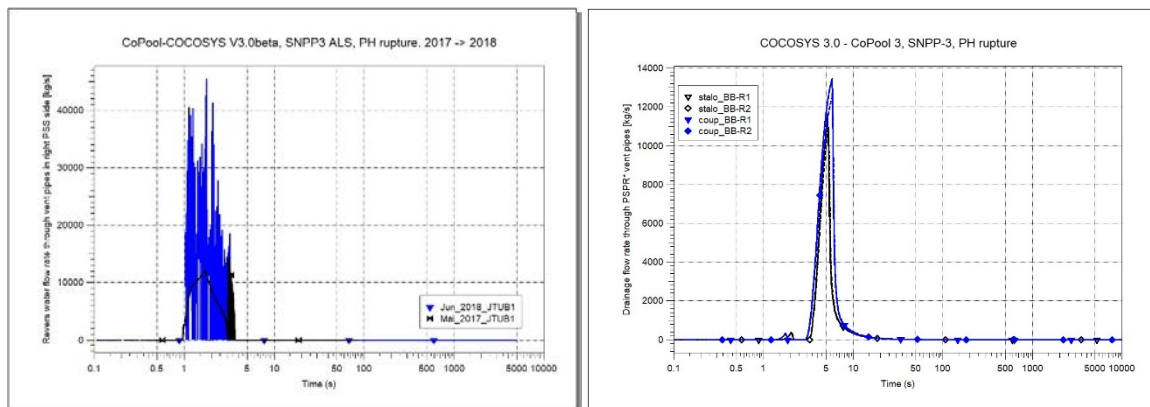 CoPool-COCOSYS V3.0beta, SNPP3 ALS, PH rupture. 2017 -> 2018
Revers water flow rate through vent pipes in right PSS side] [kg/s]
40000
30000
20000
10000
0
Jun_2018_JTUB1
Mai_2017_JTUB1
0.1 0.5 1 5 10 50 100 500 1000 5000 10000
Time (s)
COCOSYS 3.0 - CoPool 3, SNPP-3, PH rupture
Drainage flow rate through PSPR* vent pipes] [kg/s]
14000
12000
10000
8000
6000
4000
2000
0
stalo_BB-R1
stalo_BB-R2
coup_BB-R1
coup_BB-R2
0.1 0.5 1 5 10 50 100 500 1000 5000 10000
Time (s)